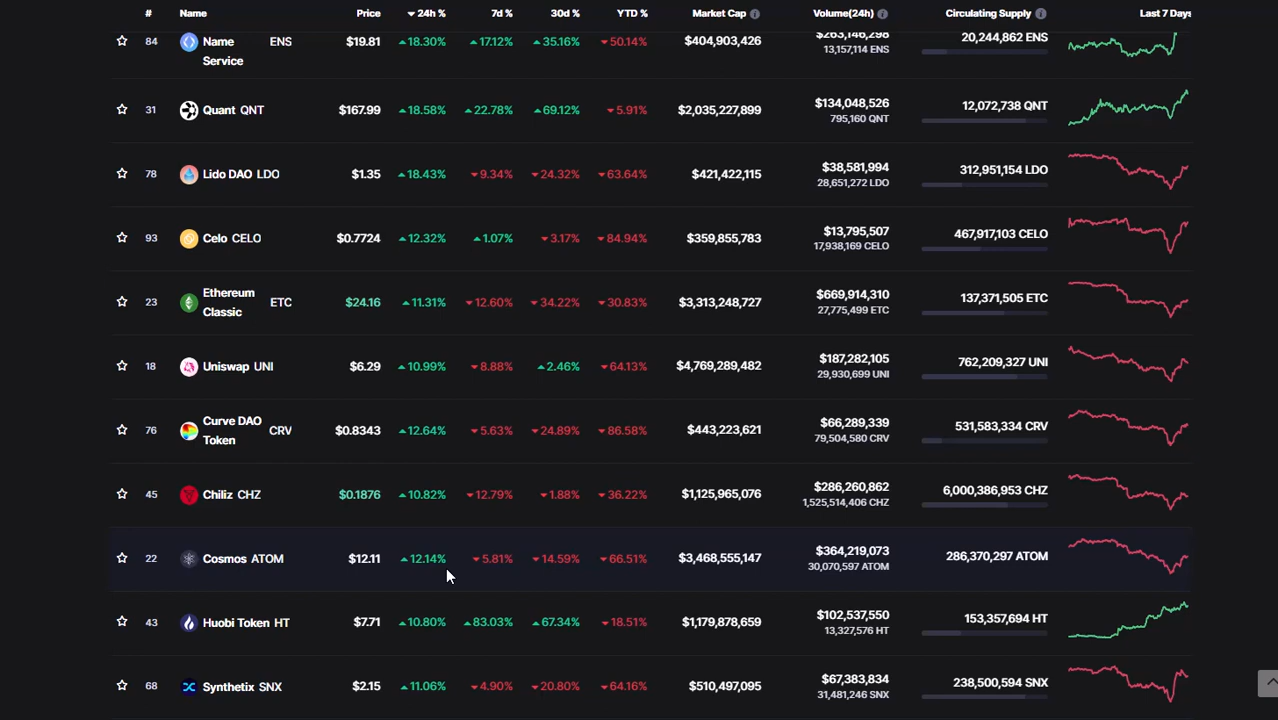 # Name Price 24h % 7d % 30d % YTD % Market Cap Volume(24h) Circulating Supply Last 7 Days
84 Name Service ENS $19.81 18.30% 17.12% 35.16% 50.14% $404,903,426 $263,146,298 20,244,862 ENS
13,157,114 ENS
31 Quant QNT $167.99 18.58% 22.78% 69.12% 5.91% $2,035,227,899 $134,048,526 12,072,738 QNT
795,160 QNT
78 Lido DAO LDO $1.35 18.43% 9.34% 24.32% 63.64% $421,422,115 $38,581,994 312,951,154 LDO
28,651,272 LDO
93 Celo CELO $0.7724 12.32% 1.07% 3.17% 84.94% $359,855,783 $13,795,507 467,917,103 CELO
17,938,169 CELO
23 Ethereum Classic ETC $24.16 11.31% 12.60% 34.22% 30.83% $3,313,248,727 $669,914,310 137,371,505 ETC
27,775,499 ETC
18 Uniswap UNI $6.29 10.99% 8.88% 2.46% 64.13% $4,769,289,482 $187,282,105 762,209,327 UNI
29,930,699 UNI
76 Curve DAO Token CRV $0.8343 12.64% 5.63% 24.89% 86.58% $443,223,621 $66,289,339 531,583,334 CRV
79,504,580 CRV
45 Chiliz CHZ $0.1876 10.82% 12.79% 1.88% 36.22% $1,125,965,076 $286,260,862 6,000,386,953 CHZ
1,525,514,406 CHZ
22 Cosmos ATOM $12.11 12.14% 5.81% 14.59% 66.51% $3,468,555,147 $364,219,073 286,370,297 ATOM
30,070,597 ATOM
43 Huobi Token HT $7.71 10.80% 83.03% 67.34% 18.51% $1,179,878,659 $102,537,550 153,357,694 HT
13,327,576 HT
68 Synthetix SNX $2.15 11.06% 4.90% 20.80% 64.16% $510,497,095 $67,383,834 238,500,594 SNX
31,481,246 SNX